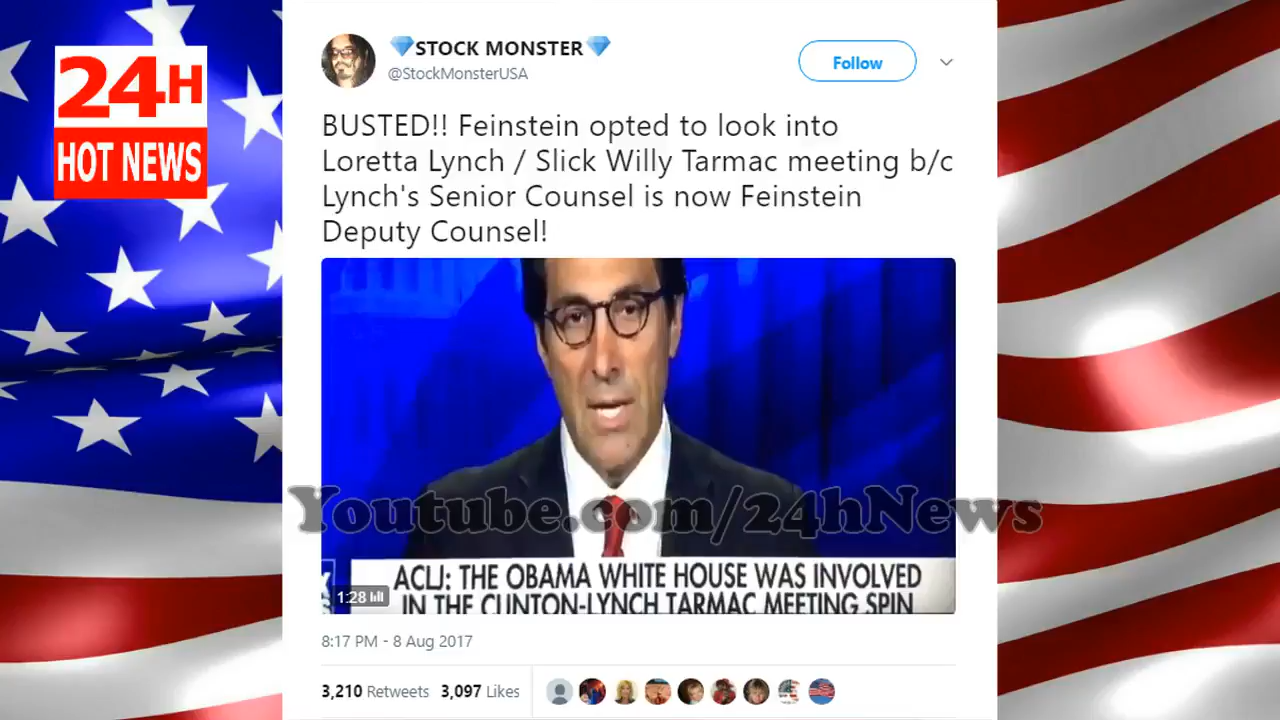 24H
HOT NEWS
STOCK MONSTER
@StockMonsterUSA
Follow
BUSTED!! Feinstein opted to look into
Loretta Lynch / Slick Willy Tarmac meeting b/c
Lynch's Senior Counsel is now Feinstein
Deputy Counsel!
Youtube.com/24hNews
ACLJ: THE OBAMA WHITE HOUSE WAS INVOLVED
IN THE CLINTON-LYNCH TARMAC MEETING SPIN
1:28
8:17 PM - 8 Aug 2017
3,210 Retweets 3,097 Likes